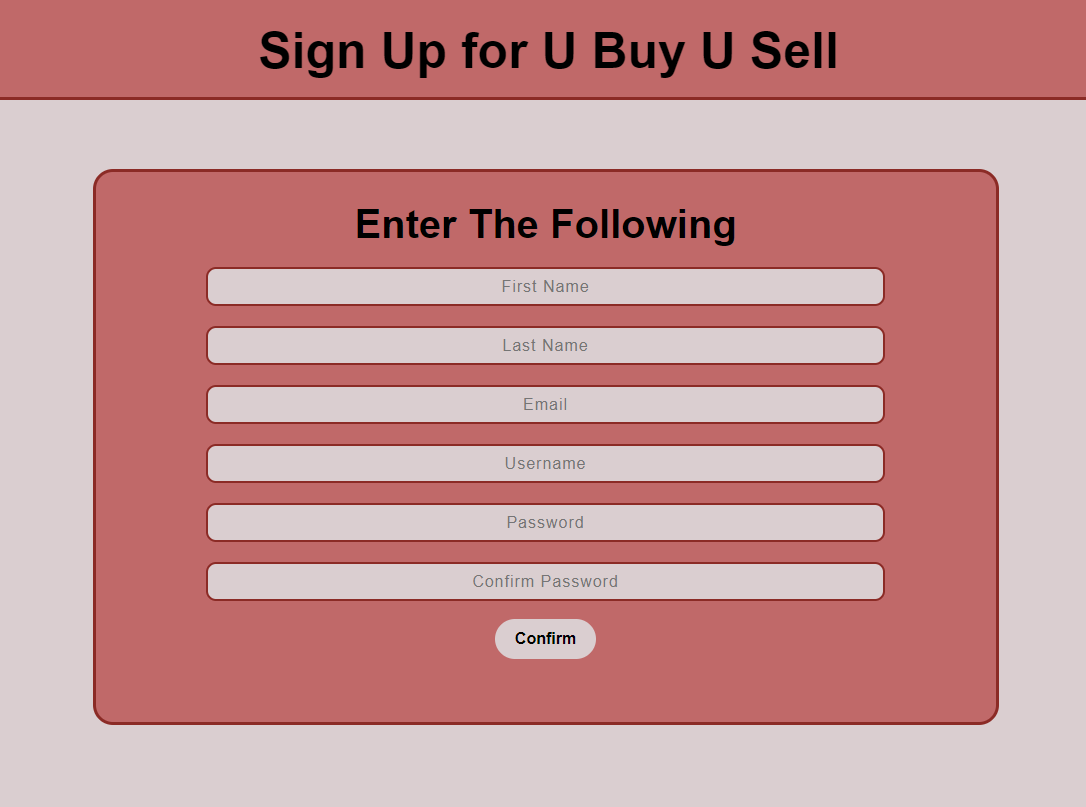 Sign Up for U Buy U Sell
Enter The Following
First Name
Last Name
Email
Username
Password
Confirm Password
Confirm